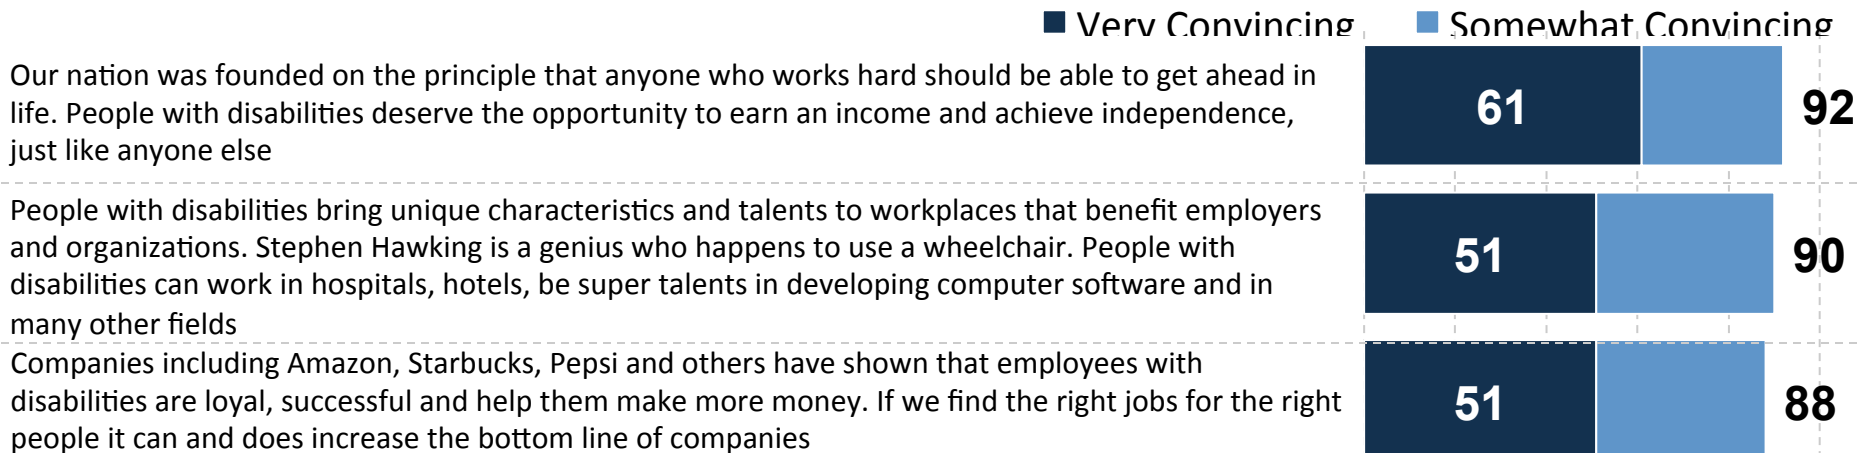 Very Convincing Somewhat Convincing
Our nation was founded on the principle that anyone who works hard should be able to get ahead in
life. People with disabilities deserve the opportunity to earn an income and achieve independence,
just like anyone else
61 92
People with disabilities bring unique characteristics and talents to workplaces that benefit employers
and organizations. Stephen Hawking is a genius who happens to use a wheelchair. People with
disabilities can work in hospitals, hotels, be super talents in developing computer software and in
many other fields
51 90
Companies including Amazon, Starbucks, Pepsi and others have shown that employees with
disabilities are loyal, successful and help them make more money. If we find the right jobs for the right
people it can and does increase the bottom line of companies
51 88